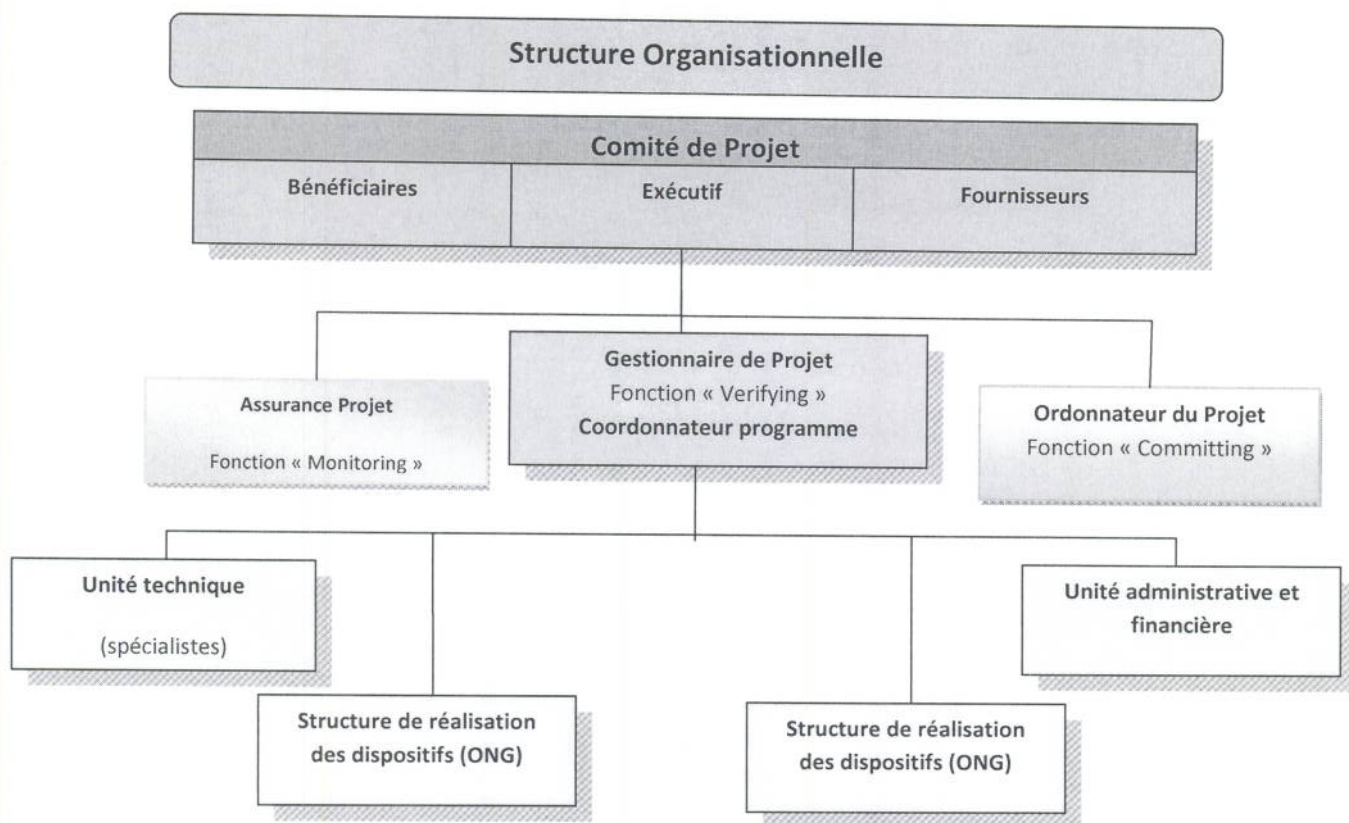 Structure Organisationnelle
Comité de Projet
Bénéficiaires
Exécutif
Fournisseurs
Assurance Projet
Fonction « Monitoring »
Gestionnaire de Projet
Fonction « Verifying »
Coordonnateur programme
Ordonnateur du Projet
Fonction « Committing »
Unité technique
(spécialistes)
Structure de réalisation
des dispositifs (ONG)
Structure de réalisation
des dispositifs (ONG)
Unité administrative et
financière